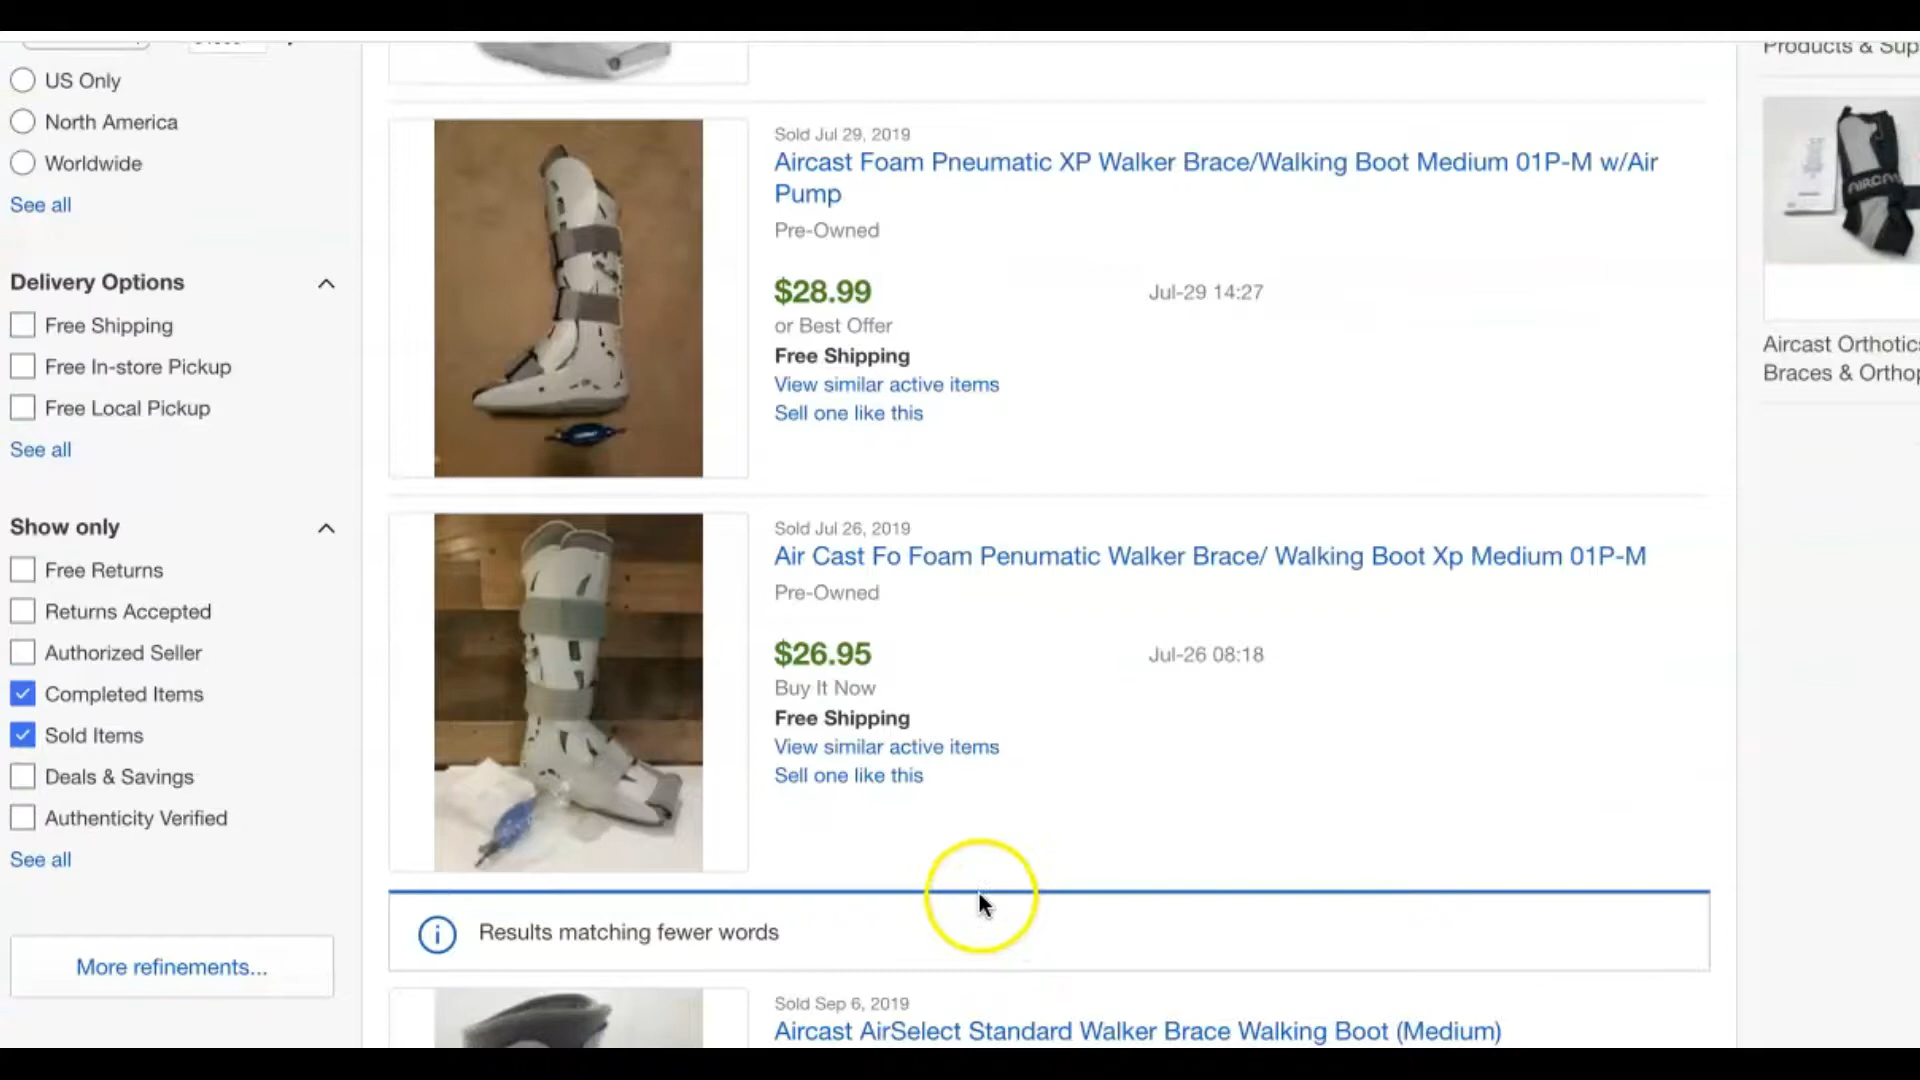 Products & Sup
US Only
North America
Worldwide
See all
Delivery Options
Free Shipping
Free In-store Pickup
Free Local Pickup
See all
Show only
Free Returns
Returns Accepted
Authorized Seller
Completed Items
Sold Items
Deals & Savings
Authenticity Verified
See all
More refinements...
Sold Jul 29, 2019
Aircast Foam Pneumatic XP Walker Brace/Walking Boot Medium 01P-M w/Air
Pump
Pre-Owned
$28.99
Jul-29 14:27
or Best Offer
Free Shipping
View similar active items
Sell one like this
Sold Jul 26, 2019
Air Cast Fo Foam Penumatic Walker Brace/ Walking Boot Xp Medium 01P-M
Pre-Owned
$26.95
Jul-26 08:18
Buy It Now
Free Shipping
View similar active items
Sell one like this
Results matching fewer words
Sold Sep 6, 2019
Aircast AirSelect Standard Walker Brace Walking Boot (Medium)
AIRCA
Aircast Orthotics
Braces & Orthop